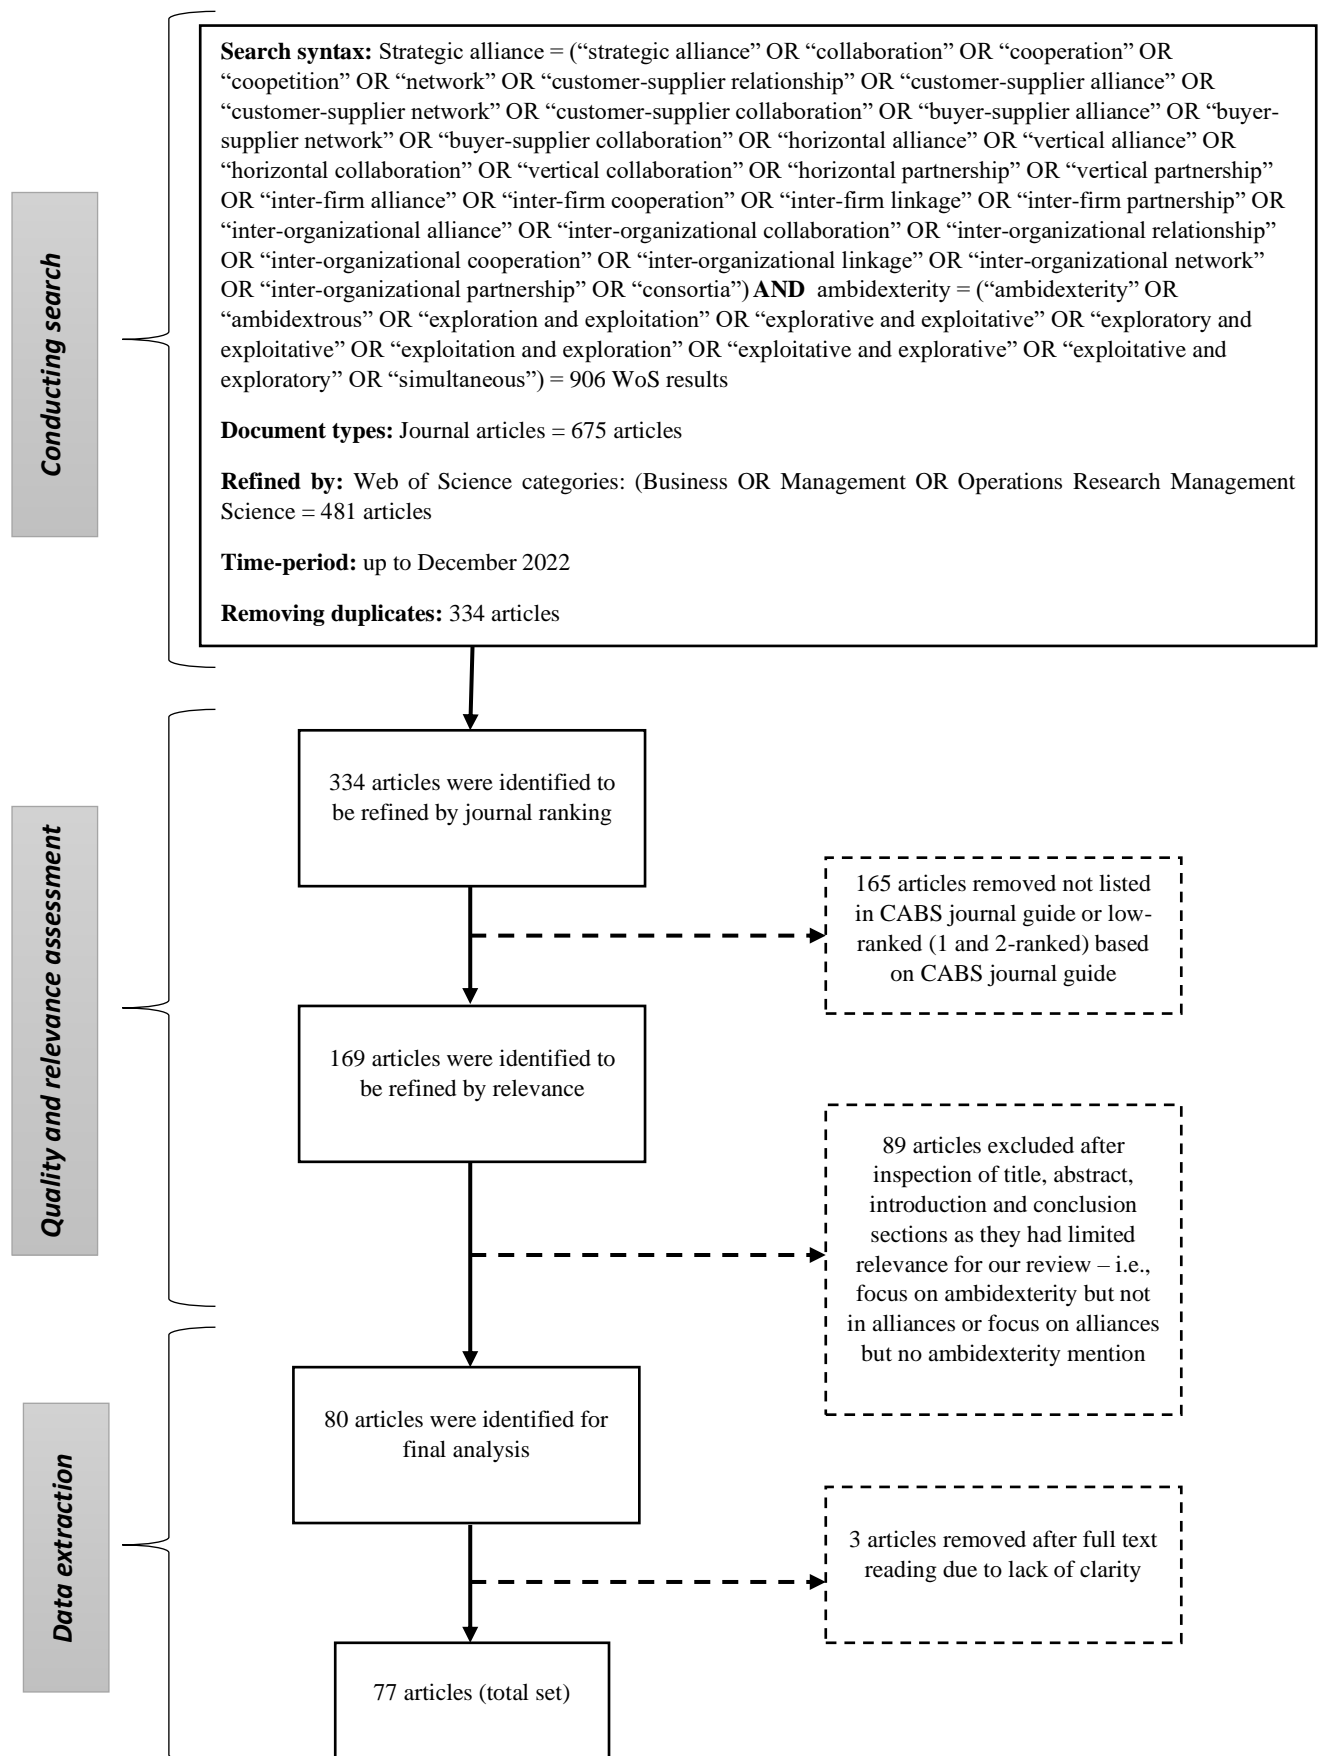 Search syntax: Strategic alliance = (“strategic alliance” OR “collaboration” OR “cooperation” OR
“coopetition” OR “network” OR “customer-supplier relationship” OR “customer-supplier alliance” OR
“customer-supplier network” OR “customer-supplier collaboration” OR “buyer-supplier alliance” OR “buyer-
supplier network” OR “buyer-supplier collaboration” OR “horizontal alliance” OR “vertical alliance” OR
“horizontal collaboration” OR “vertical collaboration” OR “horizontal partnership” OR “vertical partnership”
OR “inter-firm alliance” OR “inter-firm cooperation” OR “inter-firm linkage” OR “inter-firm partnership” OR
“inter-organizational alliance” OR “inter-organizational collaboration” OR “inter-organizational relationship”
OR “inter-organizational cooperation” OR “inter-organizational linkage” OR “inter-organizational network”
OR “inter-organizational partnership” OR “consortia”) AND ambidexterity = (“ambidexterity” OR
“ambidextrous” OR “exploration and exploitation” OR “explorative and exploitative” OR “exploratory and
exploitative” OR “exploitation and exploration” OR “exploitative and explorative” OR “exploitative and
exploratory” OR “simultaneous”) = 906 WoS results
Document types: Journal articles = 675 articles
Refined by: Web of Science categories: (Business OR Management OR Operations Research Management
Science = 481 articles
Time-period: up to December 2022
Removing duplicates: 334 articles
Conducting search
334 articles were identified to
be refined by journal ranking
165 articles removed not listed
in CABS journal guide or low-
ranked (1 and 2-ranked) based
on CABS journal guide
Quality and relevance assessment
169 articles were identified to
be refined by relevance
89 articles excluded after
inspection of title, abstract,
introduction and conclusion
sections as they had limited
relevance for our review – i.e.,
focus on ambidexterity but not
in alliances or focus on alliances
but no ambidexterity mention
80 articles were identified for
final analysis
Data extraction
3 articles removed after full text
reading due to lack of clarity
77 articles (total set)